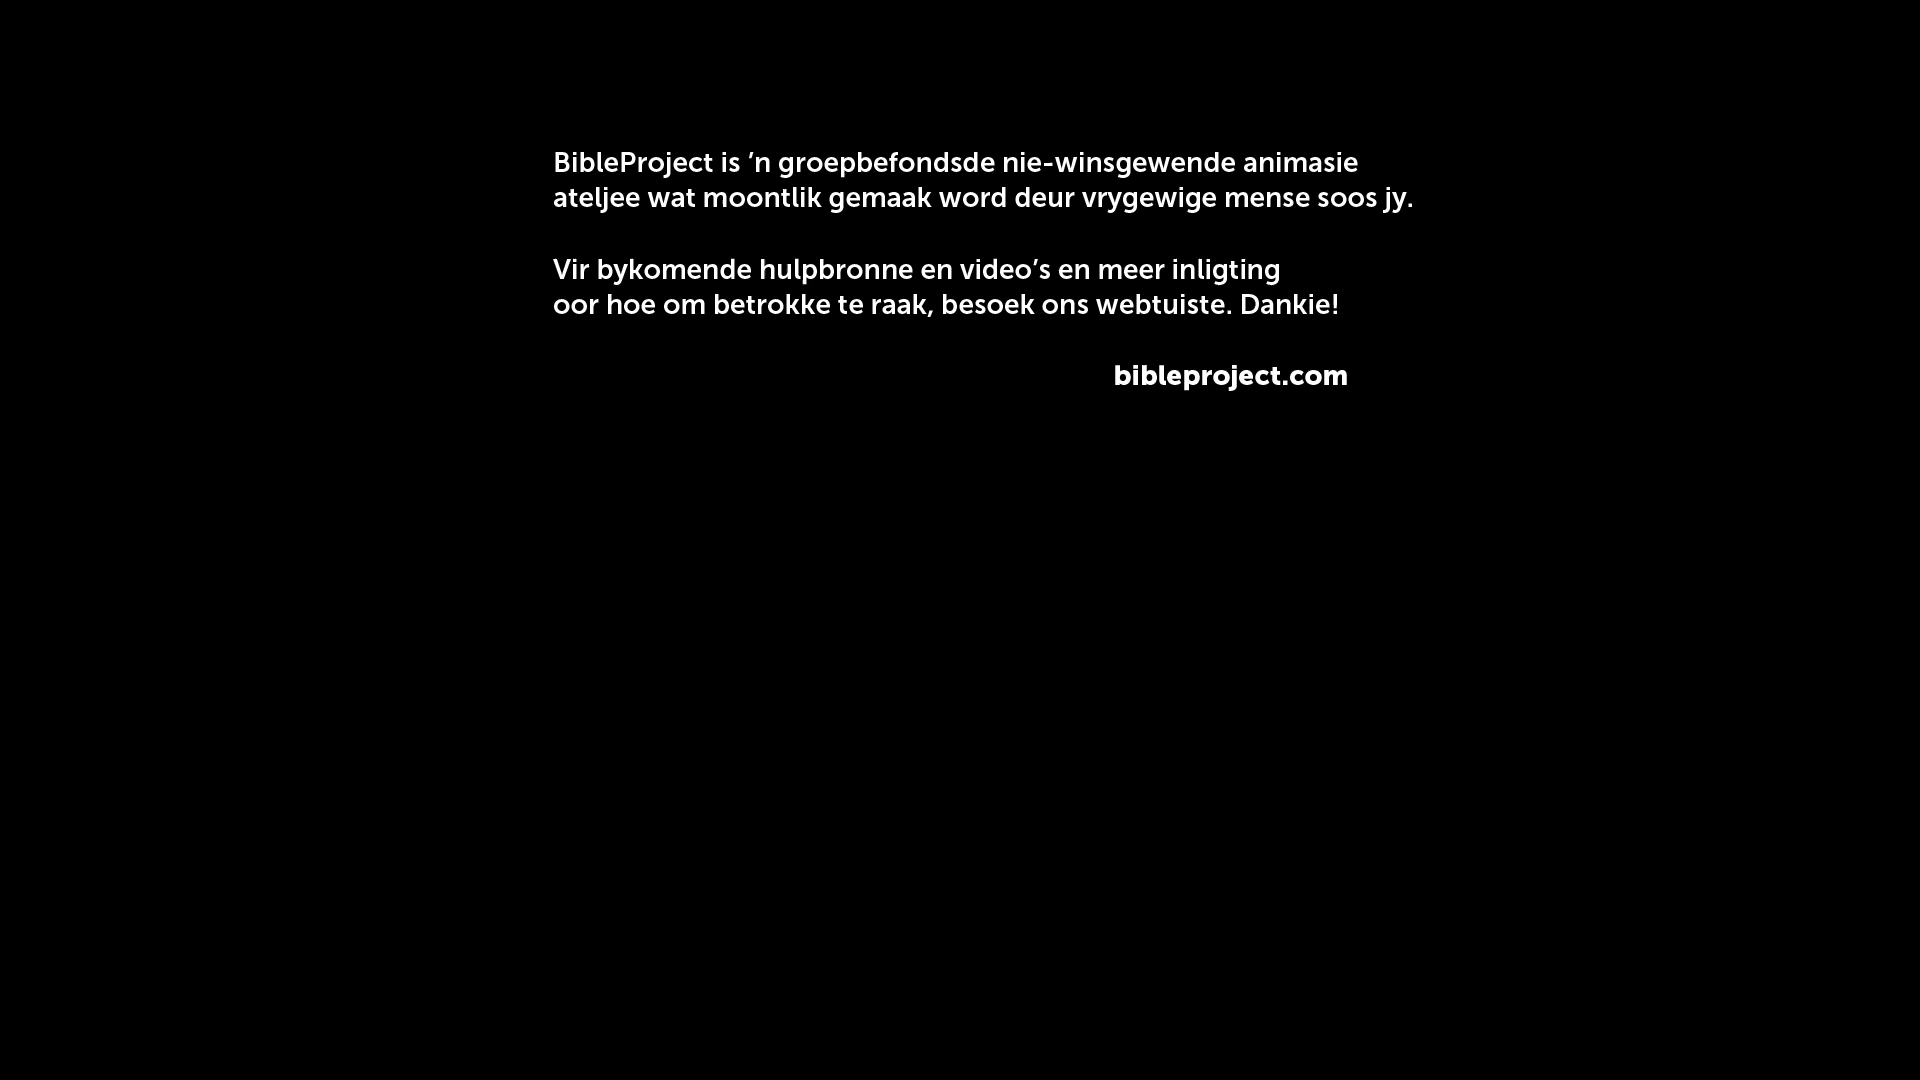 BibleProject is ’n groepbefondsde nie-winsgewende animasie
ateljee wat moontlik gemaak word deur vrygewige mense soos jy.
Vir bykomende hulpbronne en video’s en meer inligting
oor hoe om betrokke te raak, besoek ons webtuiste. Dankie!
bibleproject.com